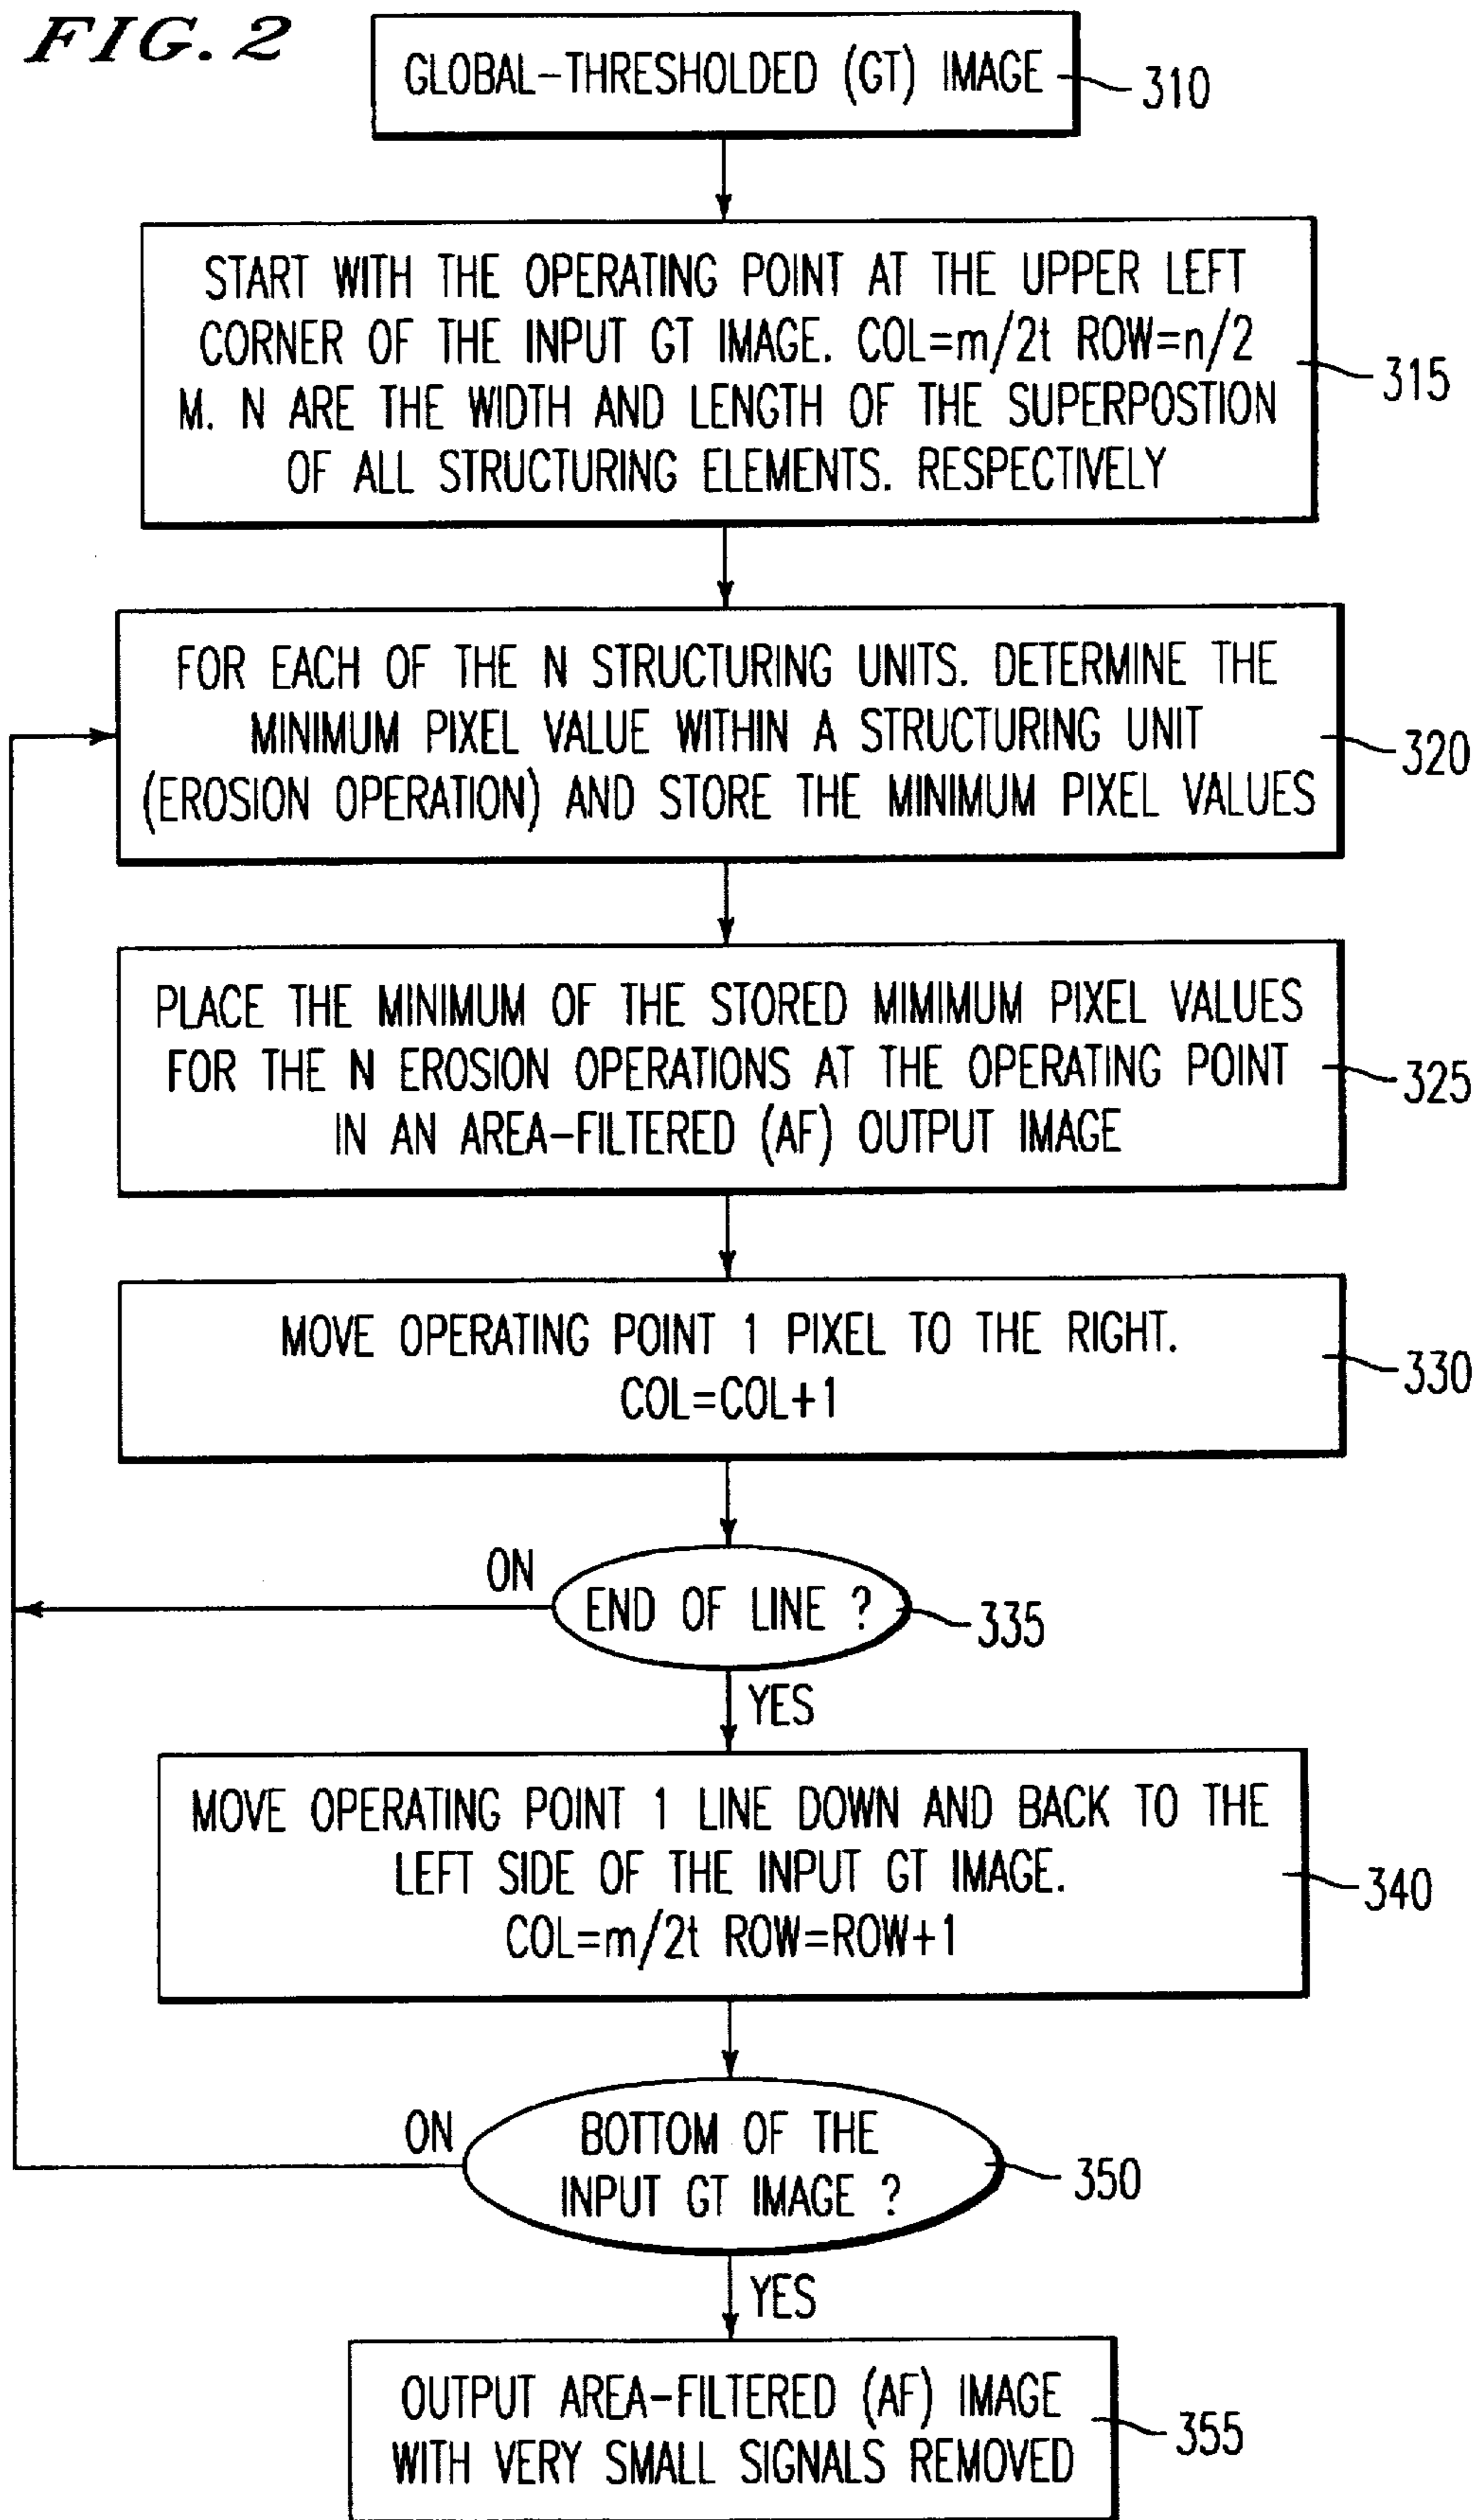 FIG. 2
GLOBAL-THRESHOLDED (GT) IMAGE
310
START WITH THE OPERATING POINT AT THE UPPER LEFT
CORNER OF THE INPUT GT IMAGE. COL=m/2t ROW=n/2
M. N ARE THE WIDTH AND LENGTH OF THE SUPERPOSTION
OF ALL STRUCTURING ELEMENTS. RESPECTIVELY
315
FOR EACH OF THE N STRUCTURING UNITS. DETERMINE THE
MINIMUM PIXEL VALUE WITHIN A STRUCTURING UNIT
(EROSION OPERATION) AND STORE THE MINIMUM PIXEL VALUES
320
PLACE THE MINIMUM OF THE STORED MIMIMUM PIXEL VALUES
FOR THE N EROSION OPERATIONS AT THE OPERATING POINT
IN AN AREA-FILTERED (AF) OUTPUT IMAGE
325
MOVE OPERATING POINT 1 PIXEL TO THE RIGHT.
COL=COL+1
330
ON
END OF LINE ?
335
YES
MOVE OPERATING POINT 1 LINE DOWN AND BACK TO THE
LEFT SIDE OF THE INPUT GT IMAGE.
COL=m/2t ROW=ROW+1
340
ON
BOTTOM OF THE
INPUT GT IMAGE ?
350
YES
OUTPUT AREA-FILTERED (AF) IMAGE
WITH VERY SMALL SIGNALS REMOVED
355